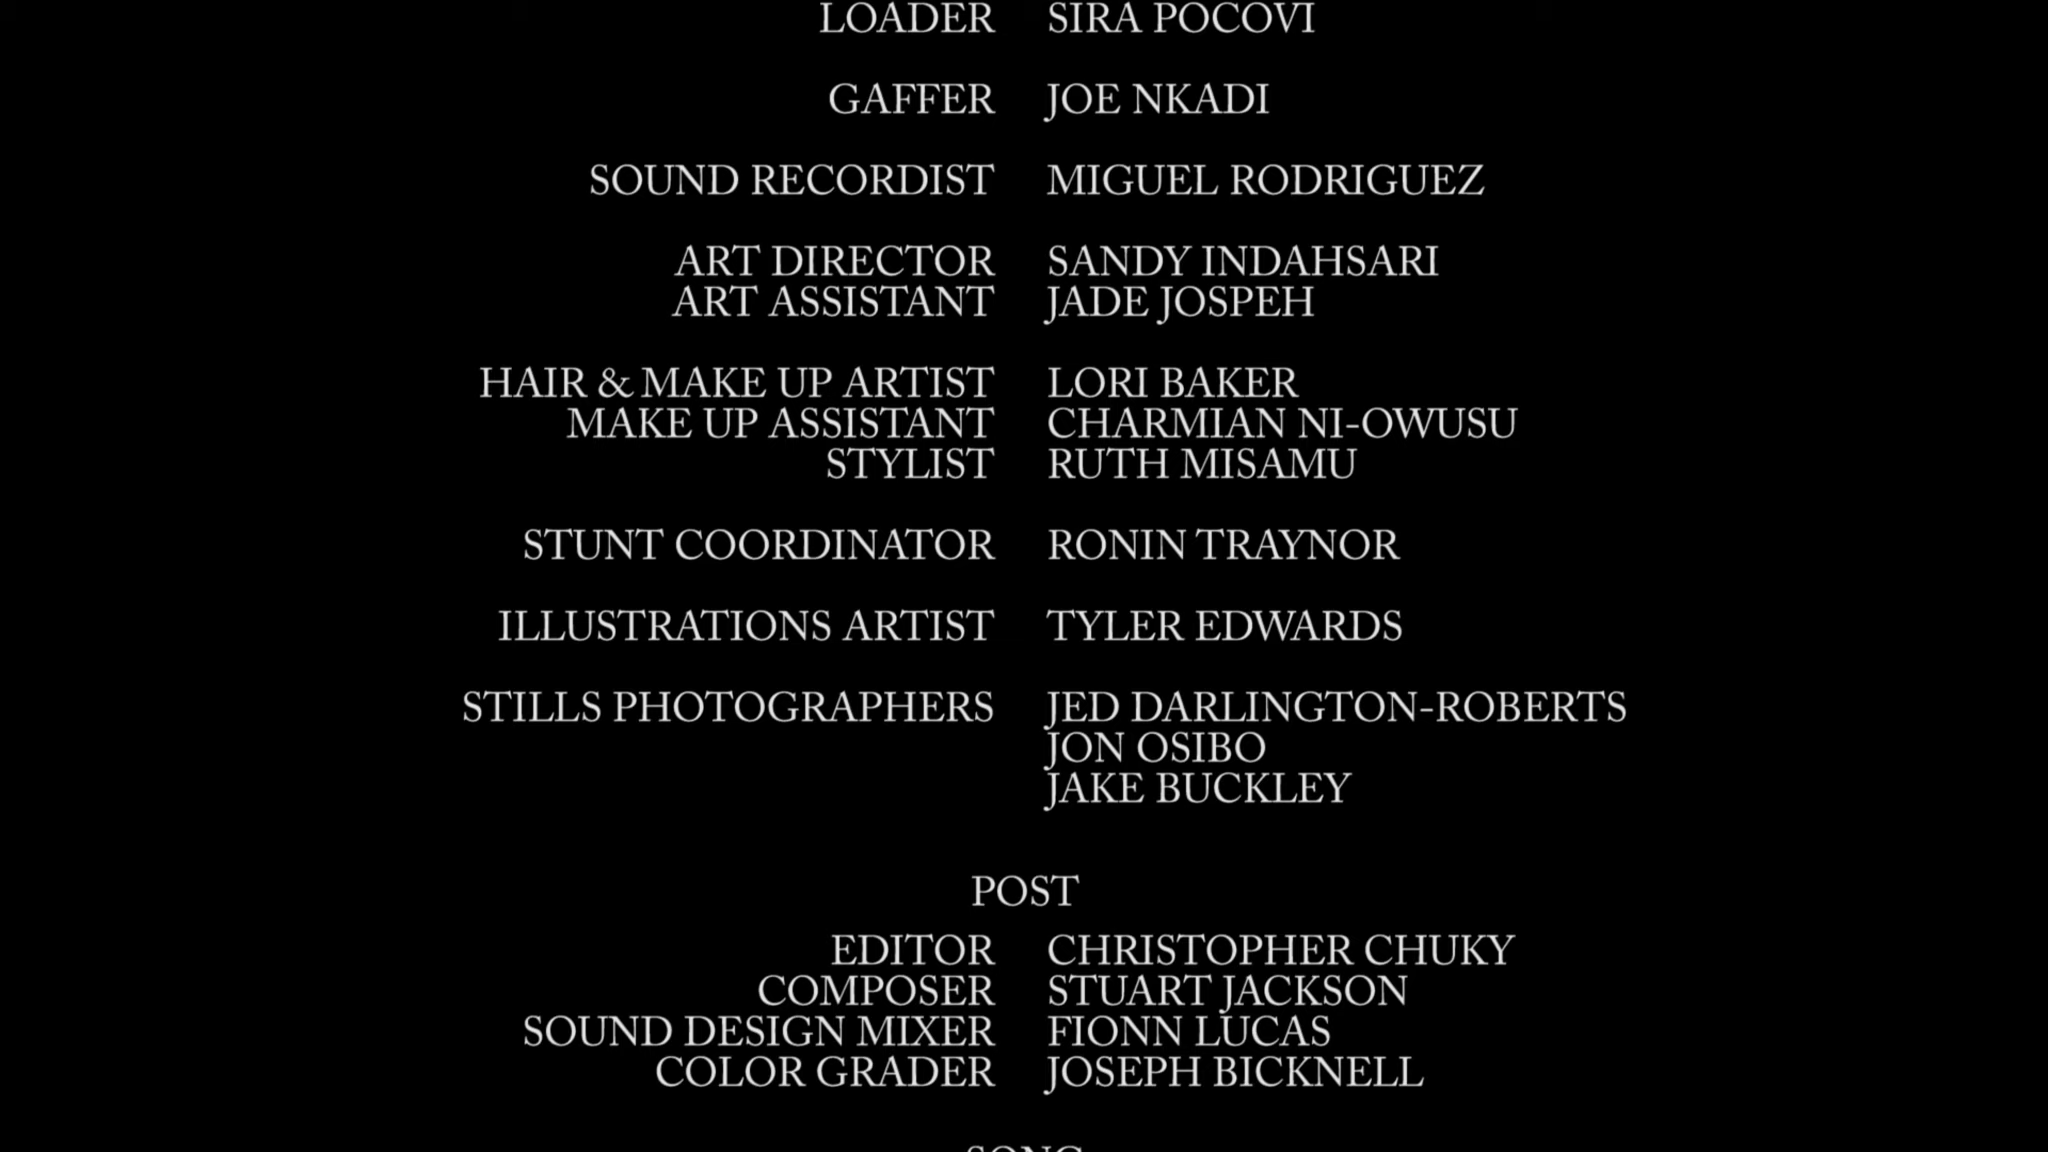 LOADER SIRA POCOVI
GAFFER JOE NKADI
SOUND RECORDIST MIGUEL RODRIGUEZ
ART DIRECTOR SANDY INDAHSARI
ART ASSISTANT JADE JOSPEH
HAIR & MAKE UP ARTIST LORI BAKER
MAKE UP ASSISTANT CHARMIAN NI-OWUSU
STYLIST RUTH MISAMU
STUNT COORDINATOR RONIN TRAYNOR
ILLUSTRATIONS ARTIST TYLER EDWARDS
STILLS PHOTOGRAPHERS JED DARLINGTON-ROBERTS
JON OSIBO
JAKE BUCKLEY
POST
EDITOR CHRISTOPHER CHUKY
COMPOSER STUART JACKSON
SOUND DESIGN MIXER FIONN LUCAS
COLOR GRADER JOSEPH BICKNELL
SONG